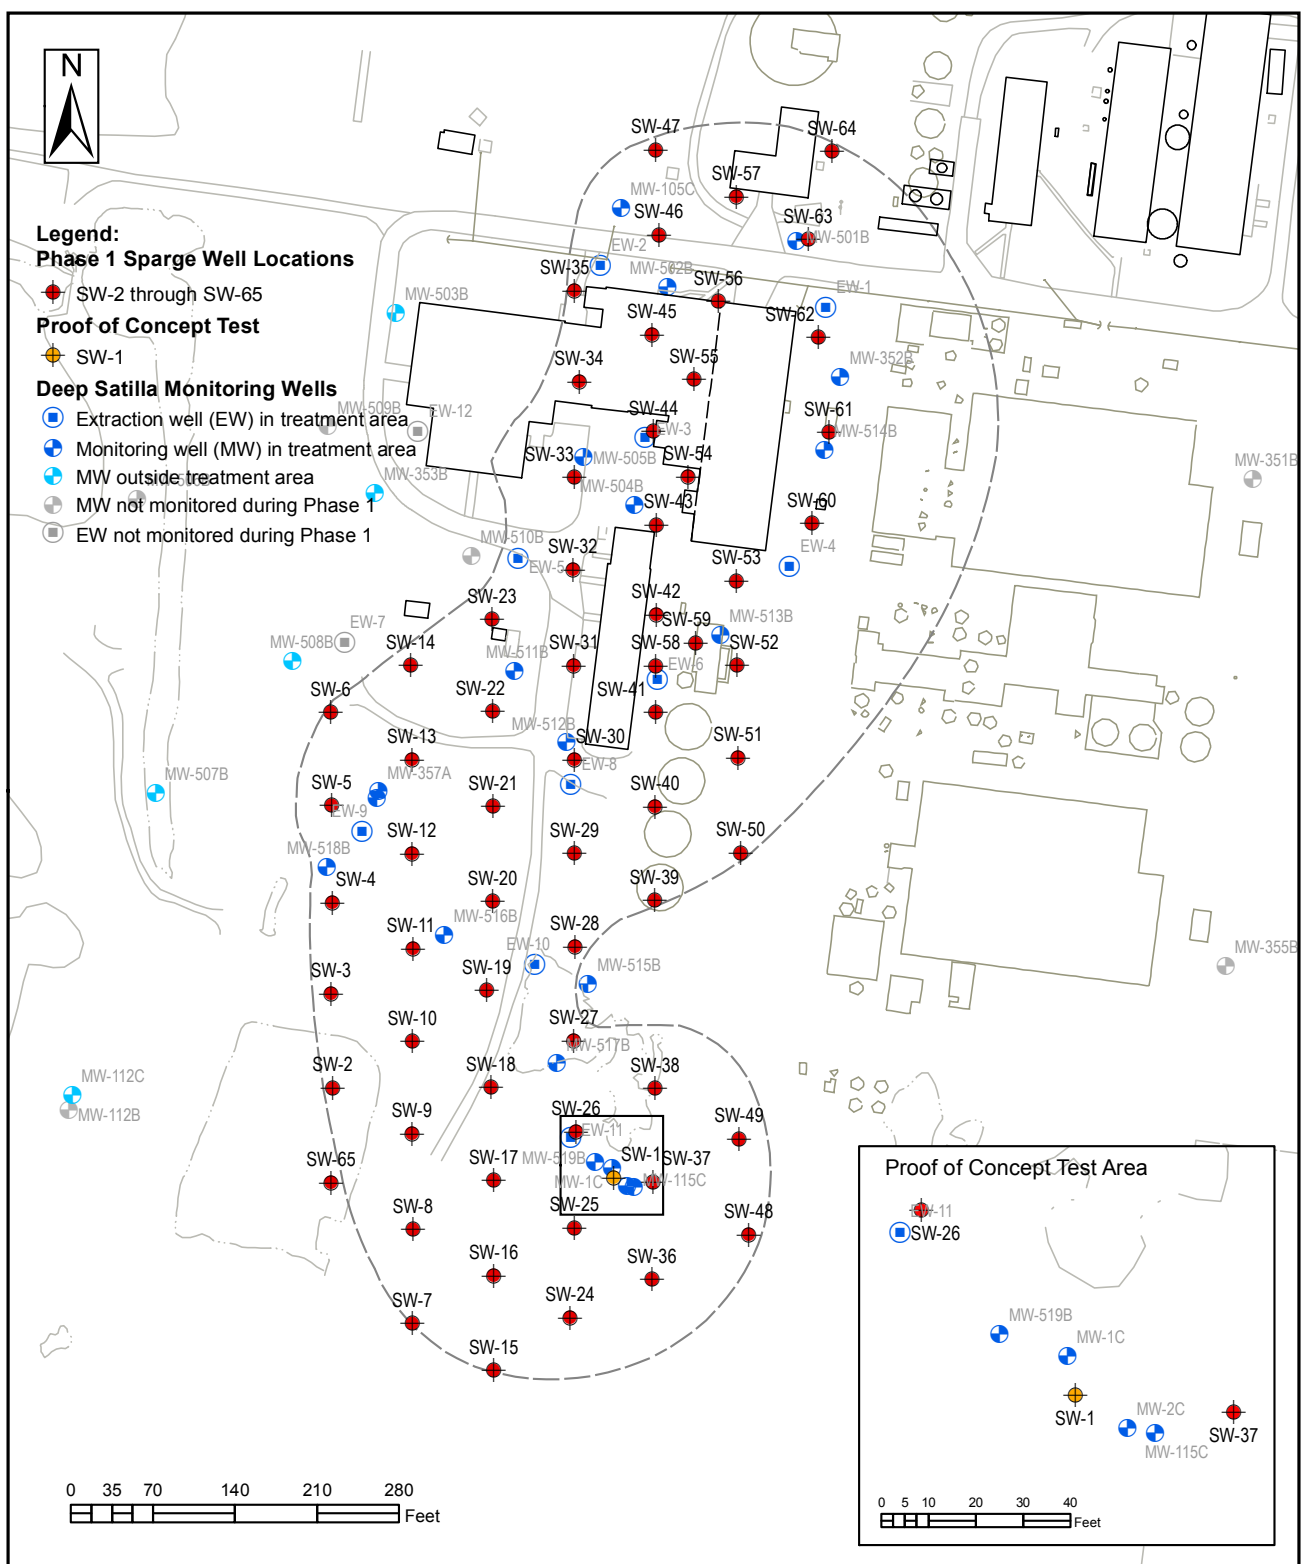 N
Legend:
Phase 1 Sparge Well Locations
SW-2 through SW-65
Proof of Concept Test
SW-1
Deep Satilla Monitoring Wells
Extraction well (EW) in treatment area
Monitoring well (MW) in treatment area
MW outside treatment area
MW not monitored during Phase 1
EW not monitored during Phase 1
SW-47
SW-64
SW-57
MW-105C
SW-46
SW-63
MW-501B
EW-2
SW-35
MW-502B
SW-56
EW-1
MW-503B
SW-45
SW-62
SW-34
SW-55
MW-352B
MW-509B
EW-12
SW-44
EW-3
SW-61
MW-514B
SW-33
MW-505B
SW-54
MW-351B
MW-353B
MW-504B
SW-43
SW-60
MW-510B
EW-5
SW-32
SW-53
EW-4
SW-23
SW-42
SW-59
MW-513B
EW-7
MW-508B
SW-14
MW-511B
SW-31
SW-58
EW-6
SW-52
SW-6
SW-22
SW-41
MW-512B
SW-30
SW-13
EW-8
SW-51
MW-507B
MW-357A
SW-5
EW-9
SW-21
SW-40
SW-12
SW-29
SW-50
MW-518B
SW-4
SW-20
SW-39
MW-516B
SW-11
SW-28
EW-10
MW-515B
MW-355B
SW-3
SW-19
SW-10
SW-27
MW-517B
MW-112C
MW-112B
SW-2
SW-18
SW-38
SW-9
SW-26
EW-11
SW-49
MW-519B
SW-1
SW-37
SW-65
SW-17
MW-1C
MW-115C
SW-8
SW-25
SW-48
SW-16
SW-36
SW-7
SW-24
SW-15
0 35 70 140 210 280
Feet
Proof of Concept Test Area
EW-11
SW-26
MW-519B
MW-1C
SW-1
MW-2C
MW-115C
SW-37
0 5 10 20 30 40
Feet